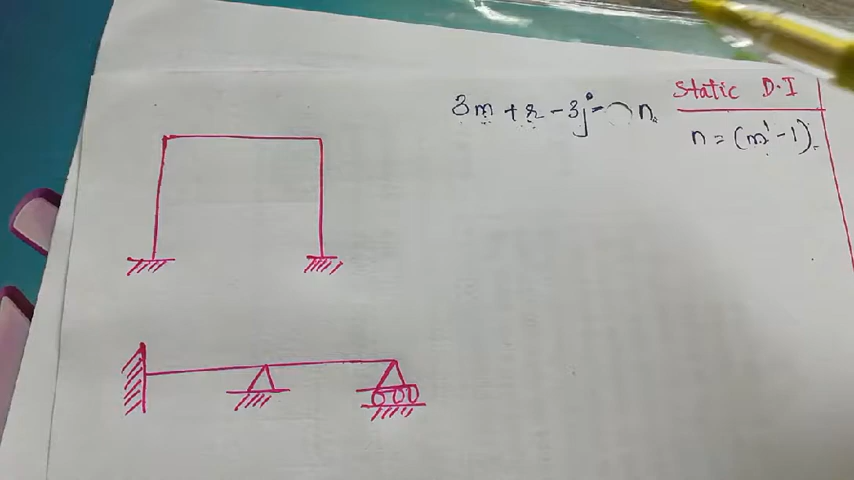 Static D.I
3m + r - 3j - n
n = (m' - 1)